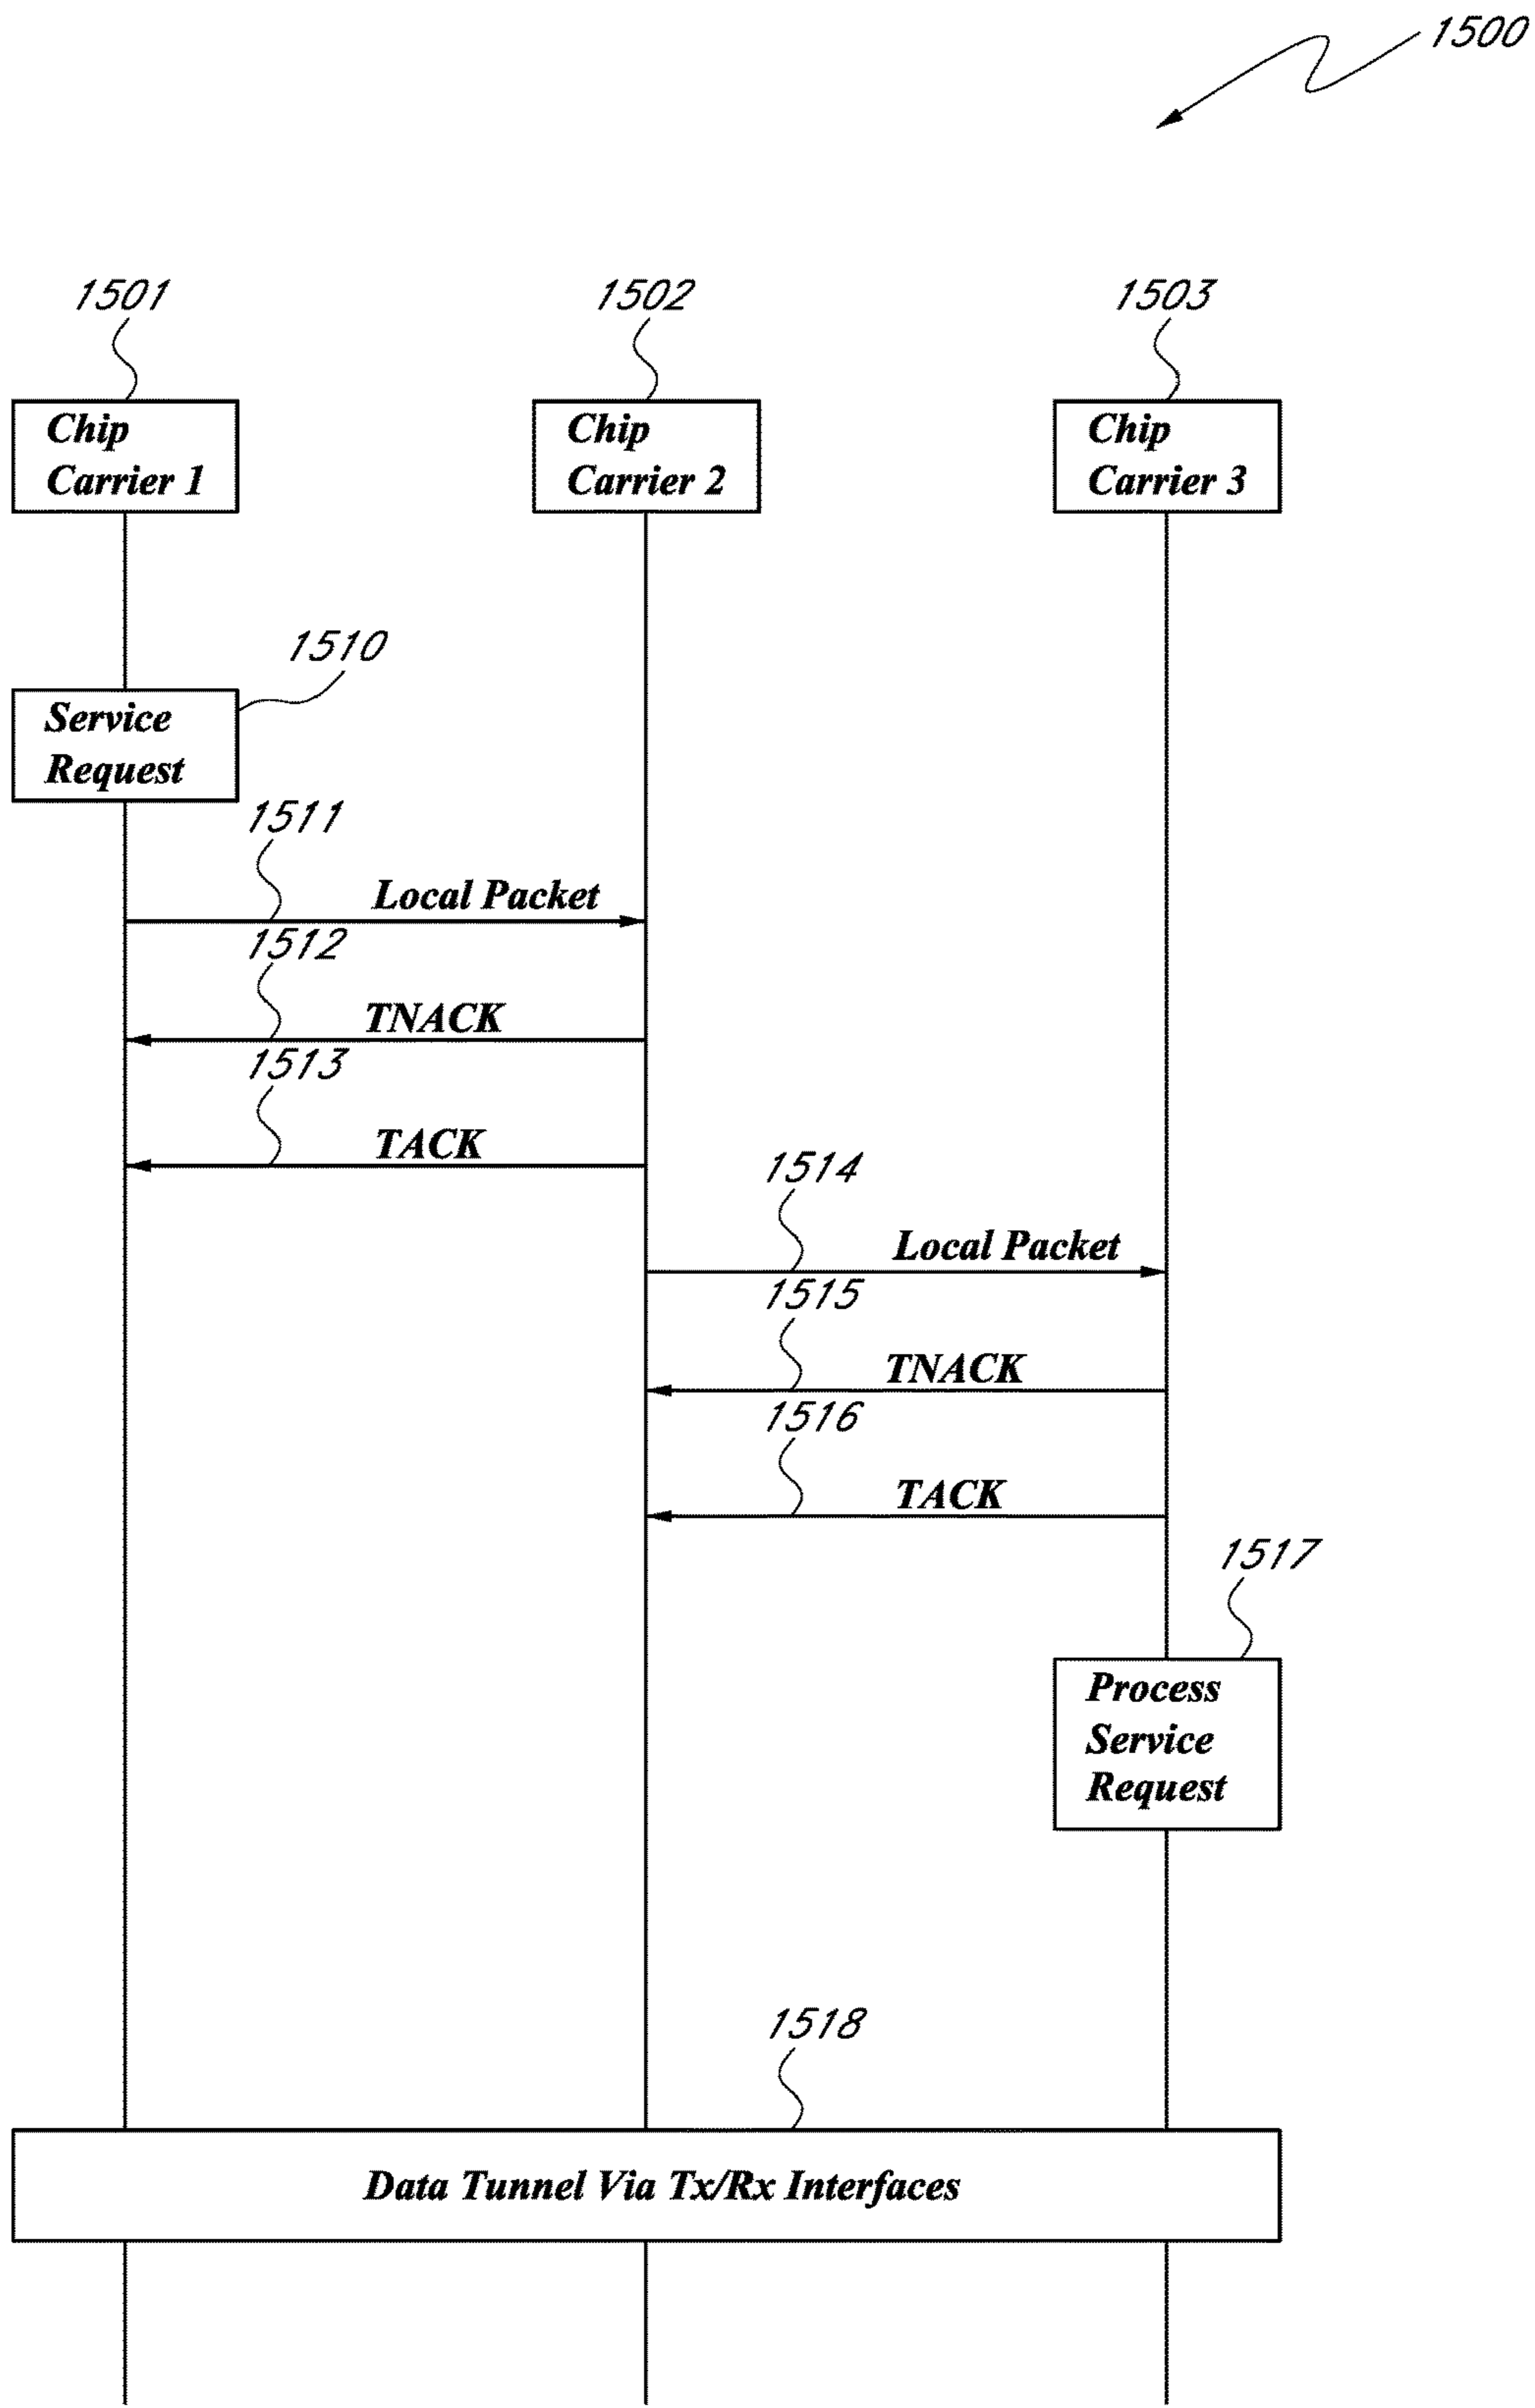 1500
1501
1502
1503
Chip
Carrier 1
Chip
Carrier 2
Chip
Carrier 3
1510
Service
Request
1511
Local Packet
1512
TNACK
1513
TACK
1514
Local Packet
1515
TNACK
1516
TACK
1517
Process
Service
Request
1518
Data Tunnel Via Tx/Rx Interfaces